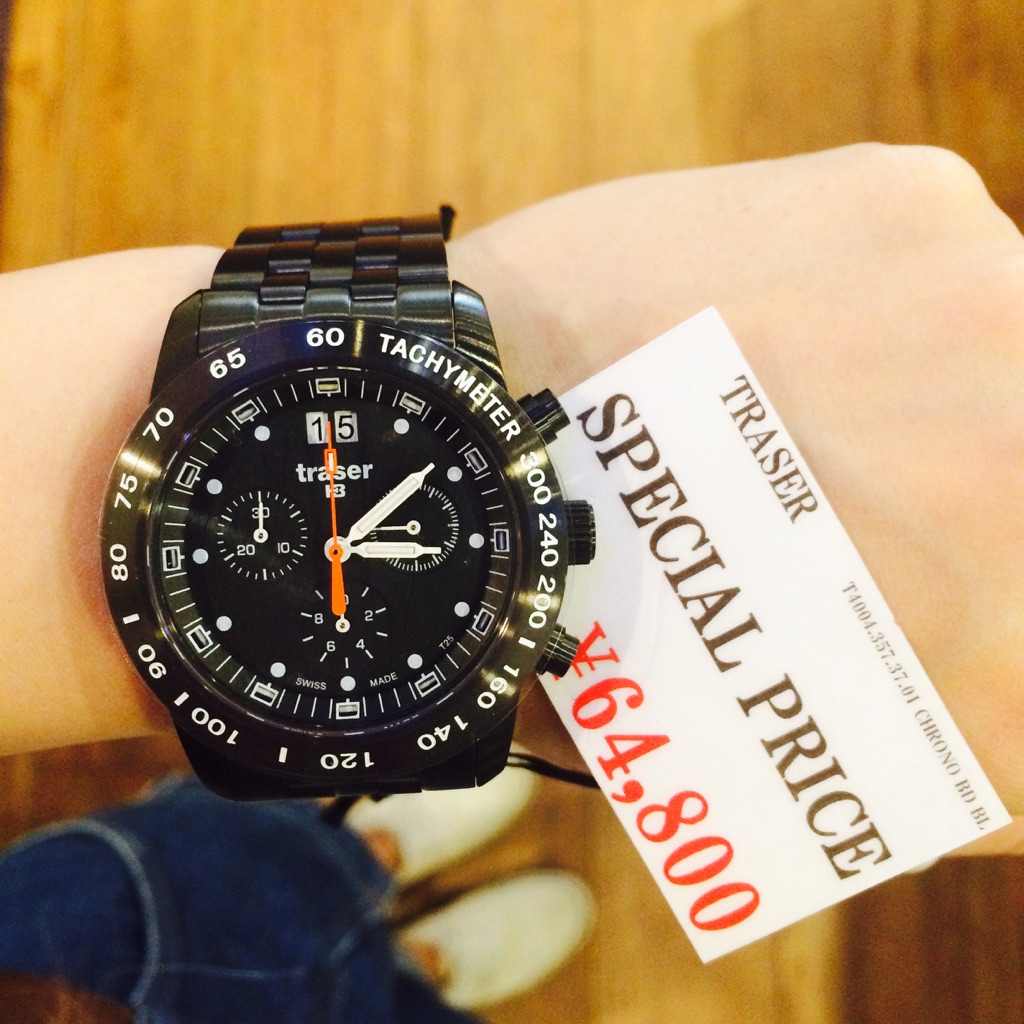 60
TACHYMETER
300
240
200
160
140
120
100
90
80
75
70
65
15
traser
H3
30
20
10
10
8
2
6
4
SWISS
MADE
T25
TRASER
T4004.357.37.01 CHRONO BD BL
SPECIAL PRICE
¥64,800